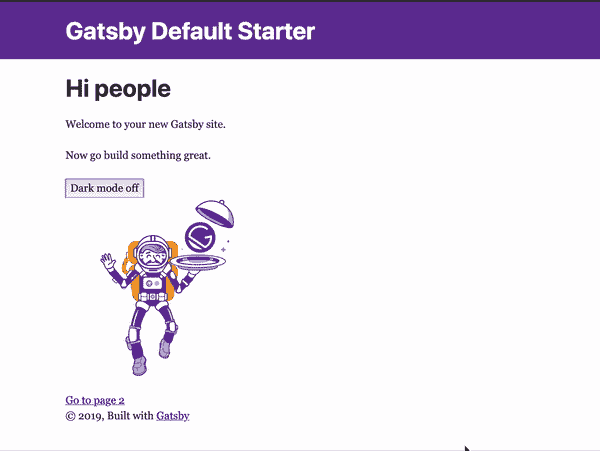 Gatsby Default Starter
Hi people
Welcome to your new Gatsby site.
Now go build something great.
Dark mode off
Go to page 2
© 2019, Built with Gatsby